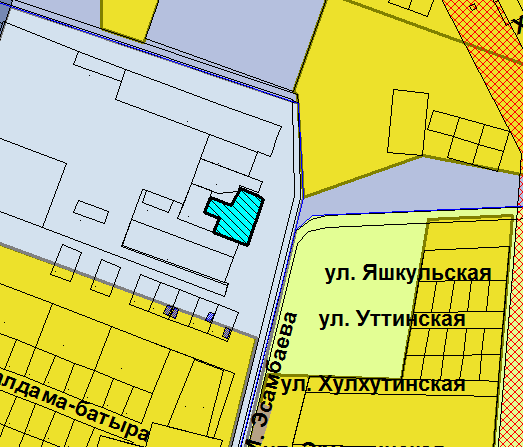 ул. Яшкульская
ул. Уттинская
ул. Хулхутинская
Эсамбаева
алдама-батыра